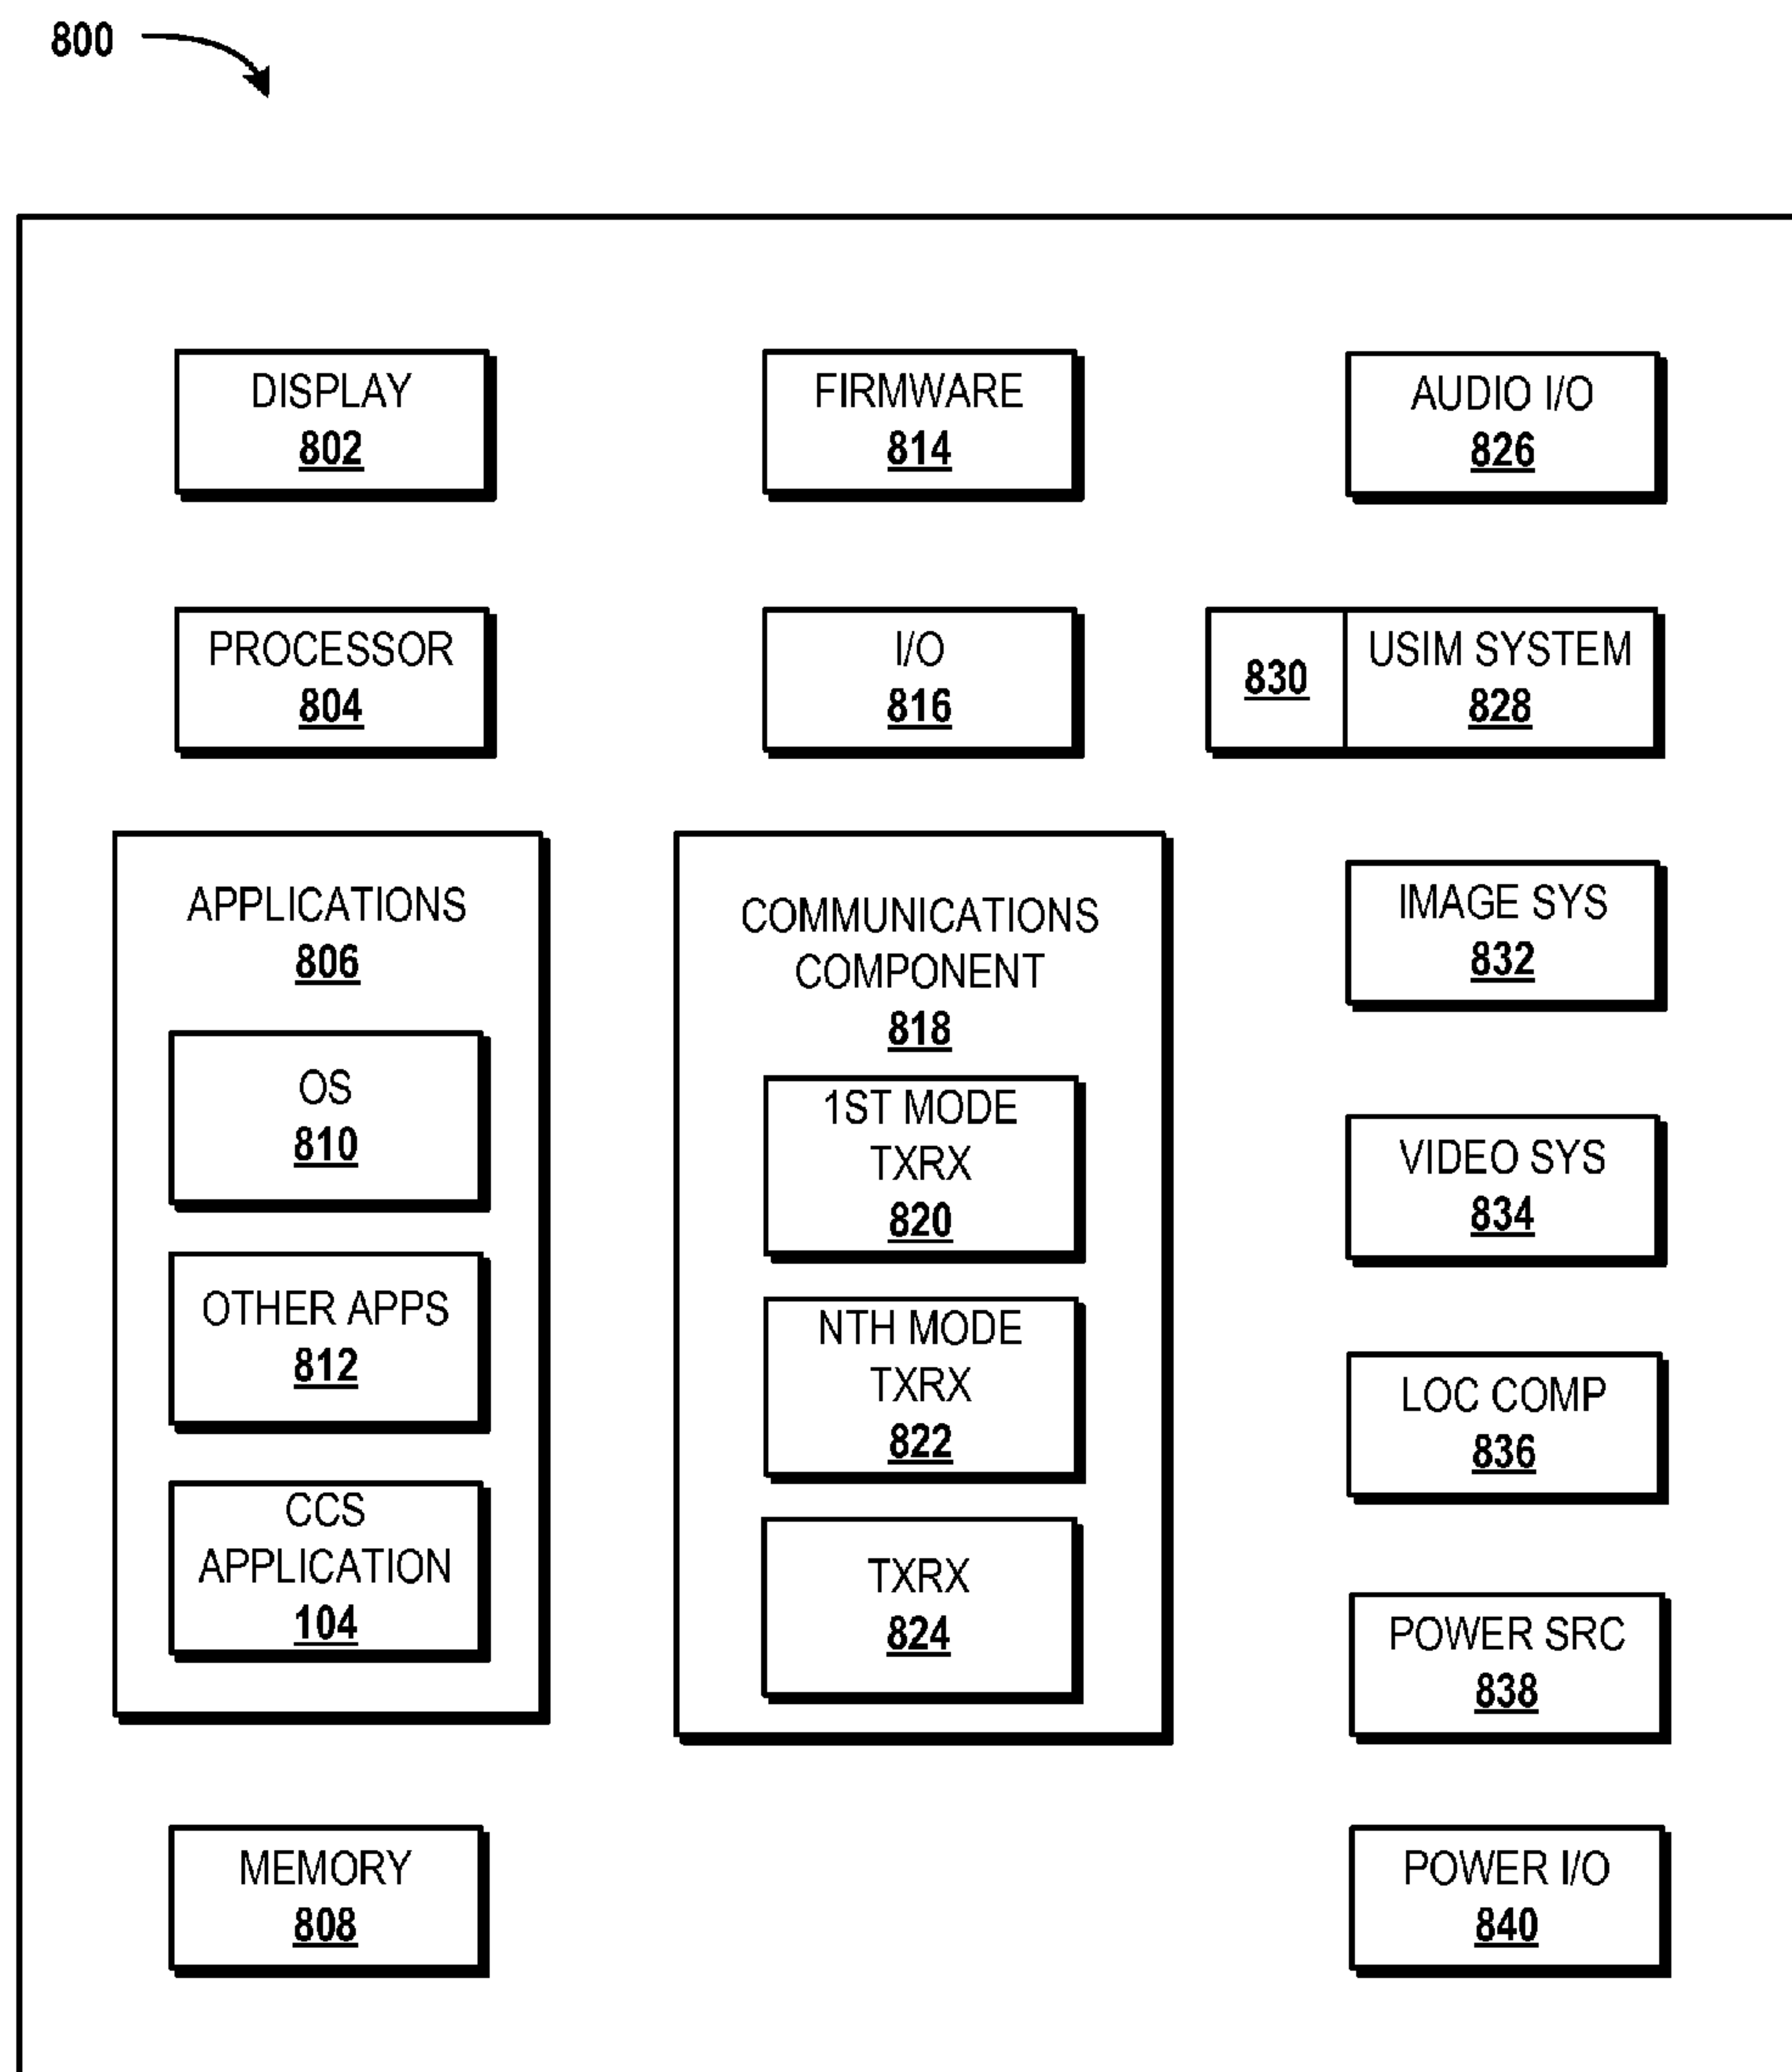 800
DISPLAY
802
FIRMWARE
814
AUDIO I/O
826
PROCESSOR
804
I/O
816
830
USIM SYSTEM
828
APPLICATIONS
806
OS
810
OTHER APPS
812
CCS
APPLICATION
104
COMMUNICATIONS
COMPONENT
818
1ST MODE
TXRX
820
NTH MODE
TXRX
822
TXRX
824
IMAGE SYS
832
VIDEO SYS
834
LOC COMP
836
POWER SRC
838
MEMORY
808
POWER I/O
840